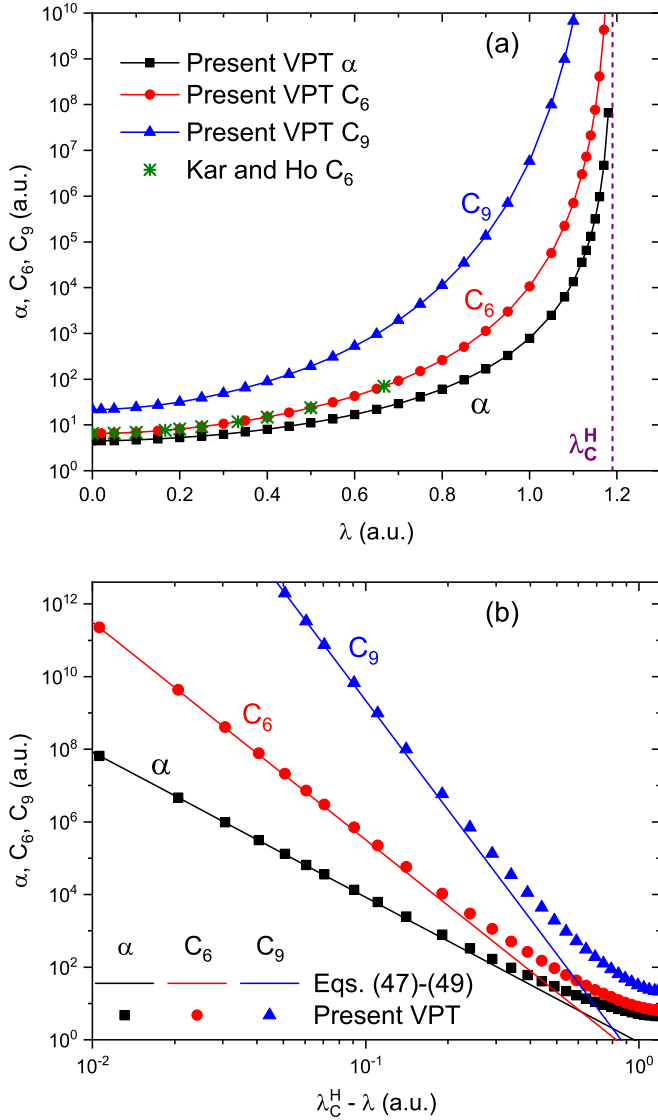 (a)
10^10
10^9
10^8
10^7
10^6
10^5
10^4
10^3
10^2
10^1
10^0
α, C₆, C₉ (a.u.)
Present VPT α
Present VPT C₆
Present VPT C₉
Kar and Ho C₆
C₉
C₆
α
λ_C^H
0.0 0.2 0.4 0.6 0.8 1.0 1.2
λ (a.u.)
(b)
10^12
10^10
10^8
10^6
10^4
10^2
10^0
α, C₆, C₉ (a.u.)
C₉
C₆
α
α C₆ C₉
Eqs. (47)-(49)
Present VPT
10^-2 10^-1 10^0
λ_C^H - λ (a.u.)